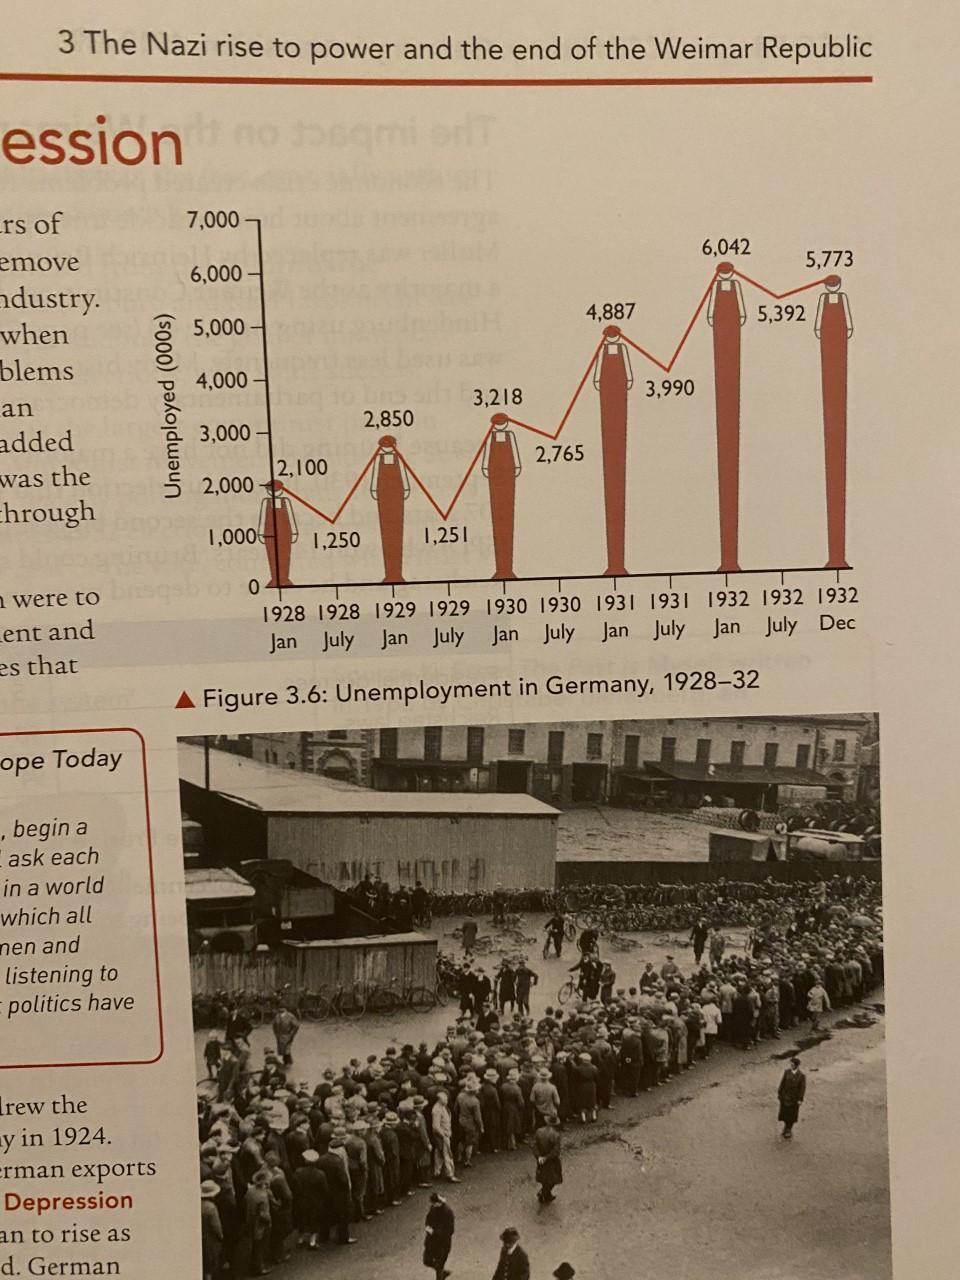 3 The Nazi rise to power and the end of the Weimar Republic
ession
rs of
emove
ndustry.
when
blems
an
added
was the
through
were to
ent and
es that
ope Today
, begin a
ask each
in a world
which all
men and
listening to
politics have
drew the
y in 1924.
erman exports
Depression
an to rise as
d. German
Unemployed (000s)
7,000
6,000
5,000
4,000
3,000
2,000
1,000
0
2,100
1,250
2,850
1,251
3,218
2,765
4,887
3,990
6,042
5,392
5,773
1928 1928 1929 1929 1930 1930 1931 1931 1932 1932 1932
Jan July Jan July Jan July Jan July Jan July Dec
▲ Figure 3.6: Unemployment in Germany, 1928–32
HITLER